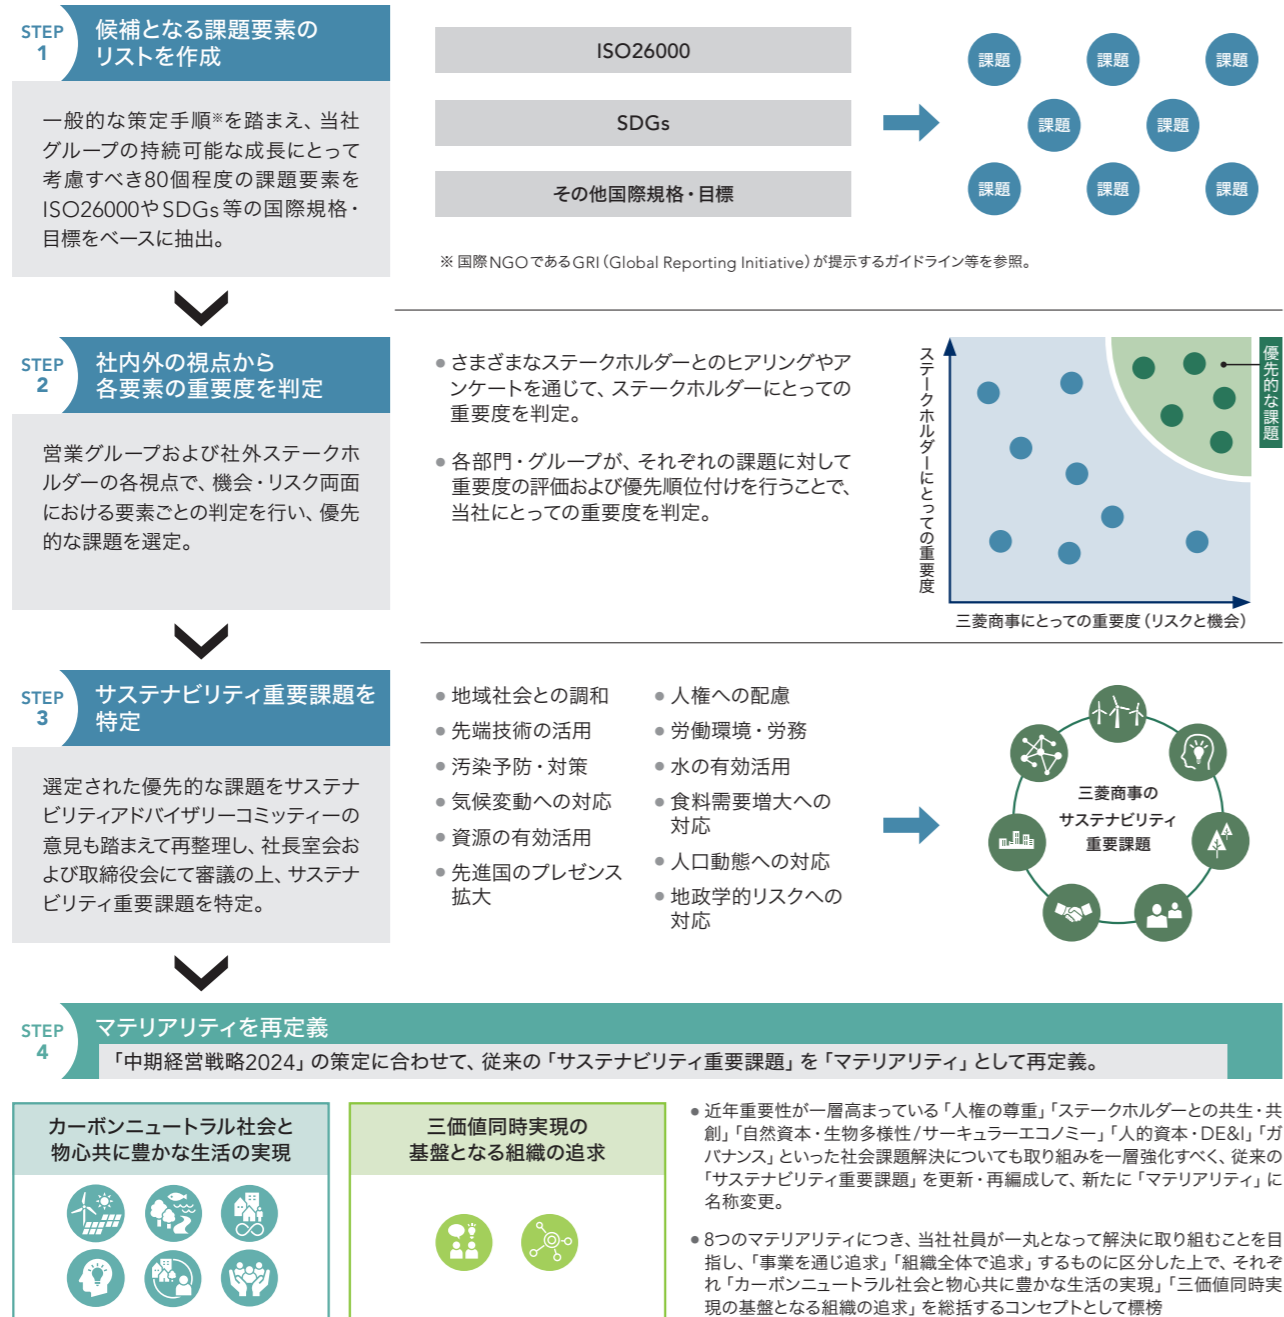 STEP
1
候補となる課題要素の
リストを作成
一般的な策定手順※を踏まえ、当社
グループの持続可能な成長にとって
考慮すべき80個程度の課題要素を
ISO26000やSDGs等の国際規格・
目標をベースに抽出。
ISO26000
SDGs
その他国際規格・目標
課題
課題
課題
課題
課題
課題
課題
課題
※ 国際NGOであるGRI（Global Reporting Initiative）が提示するガイドライン等を参照。
STEP
2
社内外の視点から
各要素の重要度を判定
営業グループおよび社外ステークホ
ルダーの各視点で、機会・リスク両面
における要素ごとの判定を行い、優先
的な課題を選定。
● さまざまなステークホルダーとのヒアリングやア
ンケートを通じて、ステークホルダーにとっての
重要度を判定。
● 各部門・グループが、それぞれの課題に対して
重要度の評価および優先順位付けを行うことで、
当社にとっての重要度を判定。
ステークホルダーにとっての重要度
優先的な課題
三菱商事にとっての重要度（リスクと機会）
STEP
3
サステナビリティ重要課題を
特定
選定された優先的な課題をサステナ
ビリティアドバイザリーコミッティーの
意見も踏まえて再整理し、社長室会お
よび取締役会にて審議の上、サステナ
ビリティ重要課題を特定。
● 地域社会との調和
● 先端技術の活用
● 汚染予防・対策
● 気候変動への対応
● 資源の有効活用
● 先進国のプレゼンス
拡大
● 人権への配慮
● 労働環境・労務
● 水の有効活用
● 食料需要増大への
対応
● 人口動態への対応
● 地政学的リスクへの
対応
三菱商事の
サステナビリティ
重要課題
STEP
4
マテリアリティを再定義
「中期経営戦略2024」の策定に合わせて、従来の「サステナビリティ重要課題」を「マテリアリティ」として再定義。
カーボンニュートラル社会と
物心共に豊かな生活の実現
三価値同時実現の
基盤となる組織の追求
● 近年重要性が一層高まっている「人権の尊重」「ステークホルダーとの共生・共
創」「自然資本・生物多様性/サーキュラーエコノミー」「人的資本・DE&I」「ガ
バナンス」といった社会課題解決についても取り組みを一層強化すべく、従来の
「サステナビリティ重要課題」を更新・再編成して、新たに「マテリアリティ」に
名称変更。
● 8つのマテリアリティにつき、当社社員が一丸となって解決に取り組むことを目
指し、「事業を通じ追求」「組織全体で追求」するものに区分した上で、それぞ
れ「カーボンニュートラル社会と物心共に豊かな生活の実現」「三価値同時実
現の基盤となる組織の追求」を総括するコンセプトとして標榜